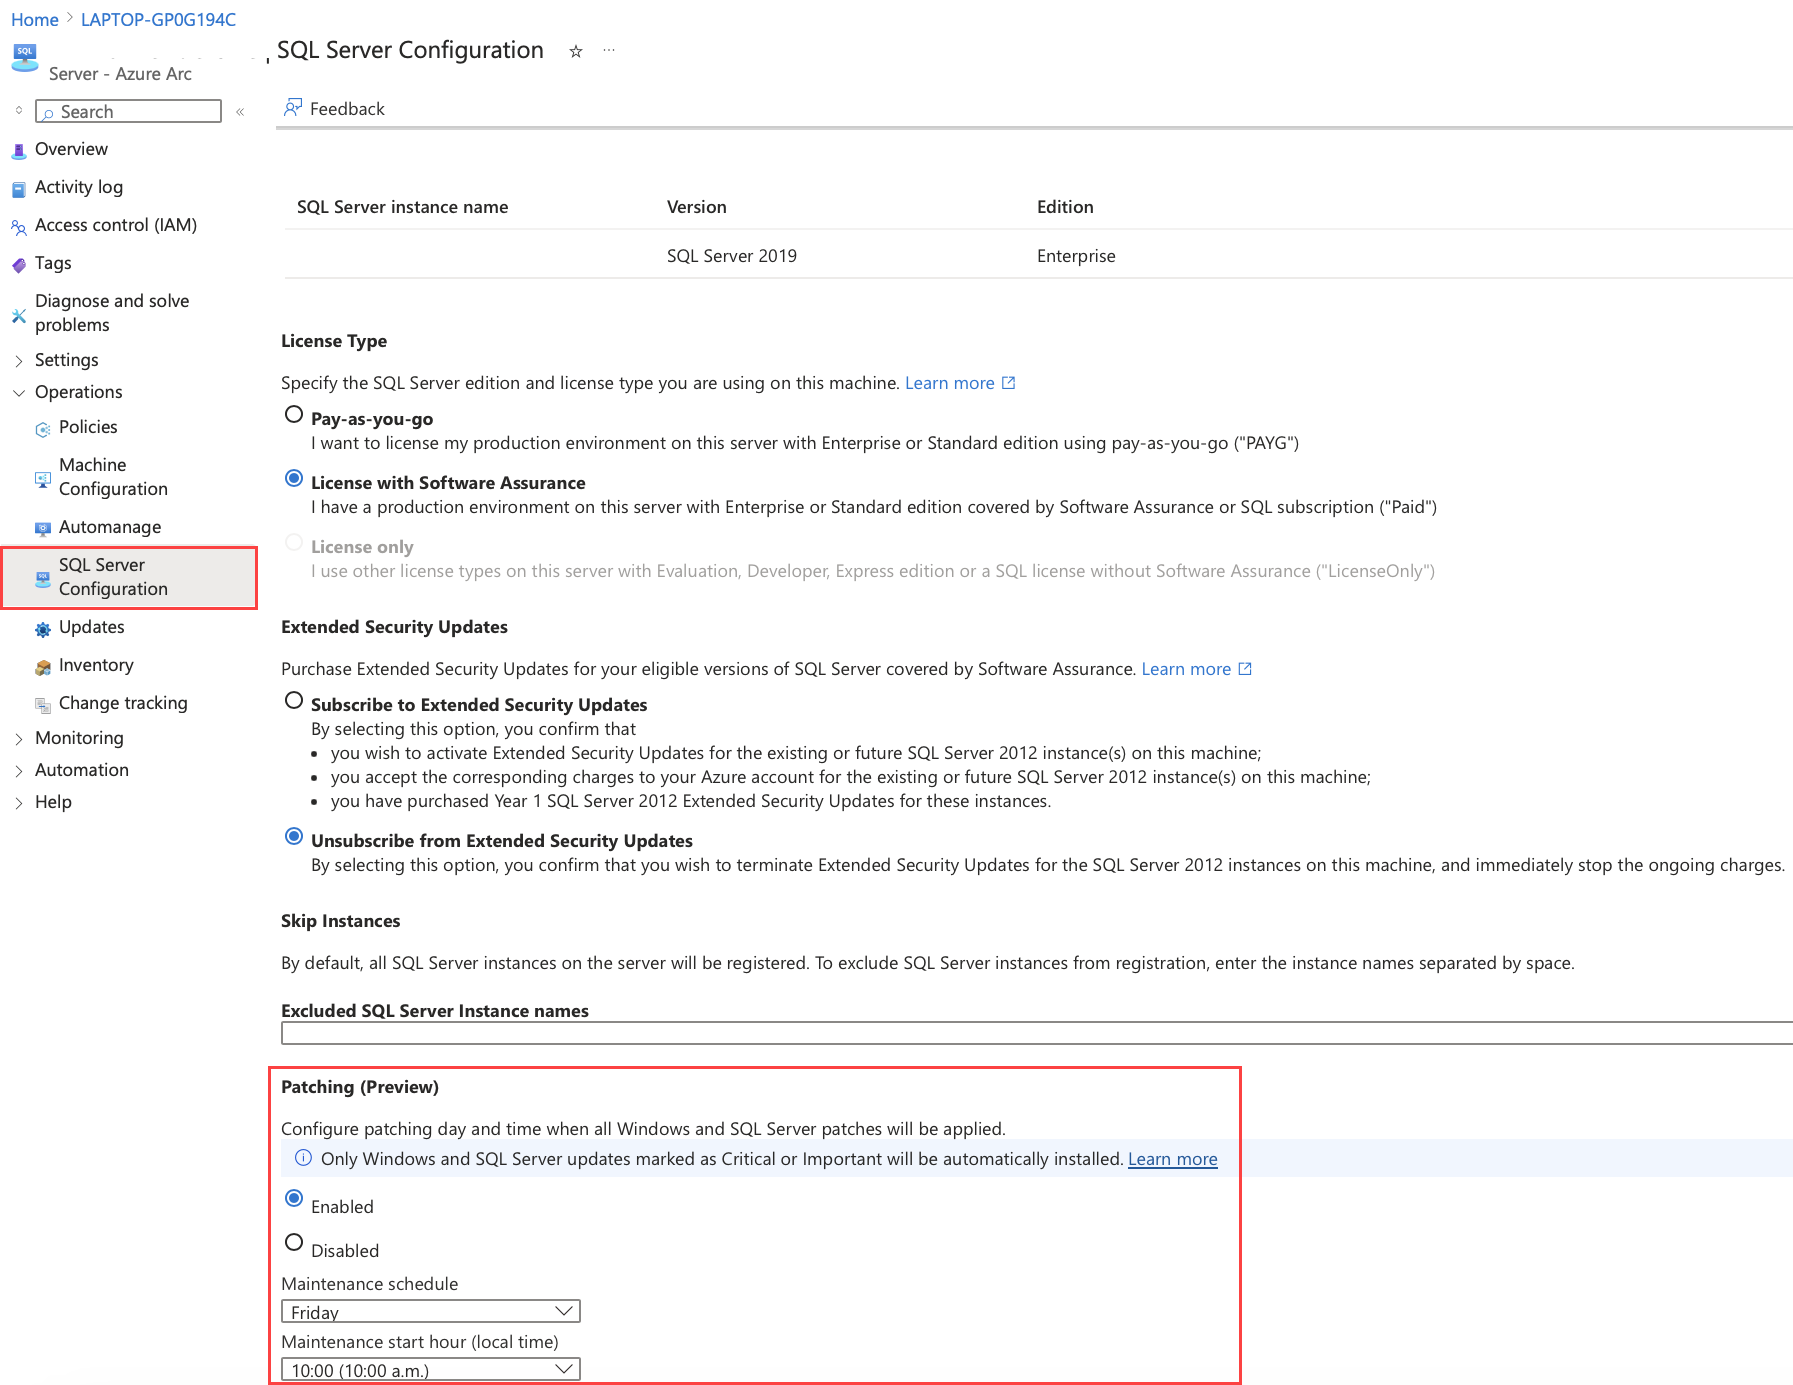 Home > LAPTOP-GP0G194C
SQL Server Configuration ☆ ···
Server - Azure Arc
Search «
Overview
Activity log
Access control (IAM)
Tags
Diagnose and solve
problems
Settings
Operations
Policies
Machine
Configuration
Automanage
SQL Server
Configuration
Updates
Inventory
Change tracking
Monitoring
Automation
Help
Feedback
SQL Server instance name Version Edition
SQL Server 2019 Enterprise
License Type
Specify the SQL Server edition and license type you are using on this machine. Learn more
Pay-as-you-go
I want to license my production environment on this server with Enterprise or Standard edition using pay-as-you-go ("PAYG")
License with Software Assurance
I have a production environment on this server with Enterprise or Standard edition covered by Software Assurance or SQL subscription ("Paid")
License only
I use other license types on this server with Evaluation, Developer, Express edition or a SQL license without Software Assurance ("LicenseOnly")
Extended Security Updates
Purchase Extended Security Updates for your eligible versions of SQL Server covered by Software Assurance. Learn more
Subscribe to Extended Security Updates
By selecting this option, you confirm that
• you wish to activate Extended Security Updates for the existing or future SQL Server 2012 instance(s) on this machine;
• you accept the corresponding charges to your Azure account for the existing or future SQL Server 2012 instance(s) on this machine;
• you have purchased Year 1 SQL Server 2012 Extended Security Updates for these instances.
Unsubscribe from Extended Security Updates
By selecting this option, you confirm that you wish to terminate Extended Security Updates for the SQL Server 2012 instances on this machine, and immediately stop the ongoing charges.
Skip Instances
By default, all SQL Server instances on the server will be registered. To exclude SQL Server instances from registration, enter the instance names separated by space.
Excluded SQL Server Instance names
Patching (Preview)
Configure patching day and time when all Windows and SQL Server patches will be applied.
Only Windows and SQL Server updates marked as Critical or Important will be automatically installed. Learn more
Enabled
Disabled
Maintenance schedule
Friday
Maintenance start hour (local time)
10:00 (10:00 a.m.)